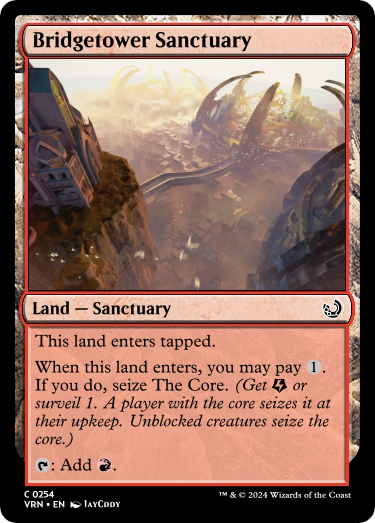 Bridgetower Sanctuary
Land — Sanctuary
This land enters tapped.
When this land enters, you may pay 1.
If you do, seize The Core. (Get or
surveil 1. A player with the core seizes it at
their upkeep. Unblocked creatures seize the
core.)
: Add .
C 0254
VRN • EN JayCddy
™ & © 2024 Wizards of the Coast